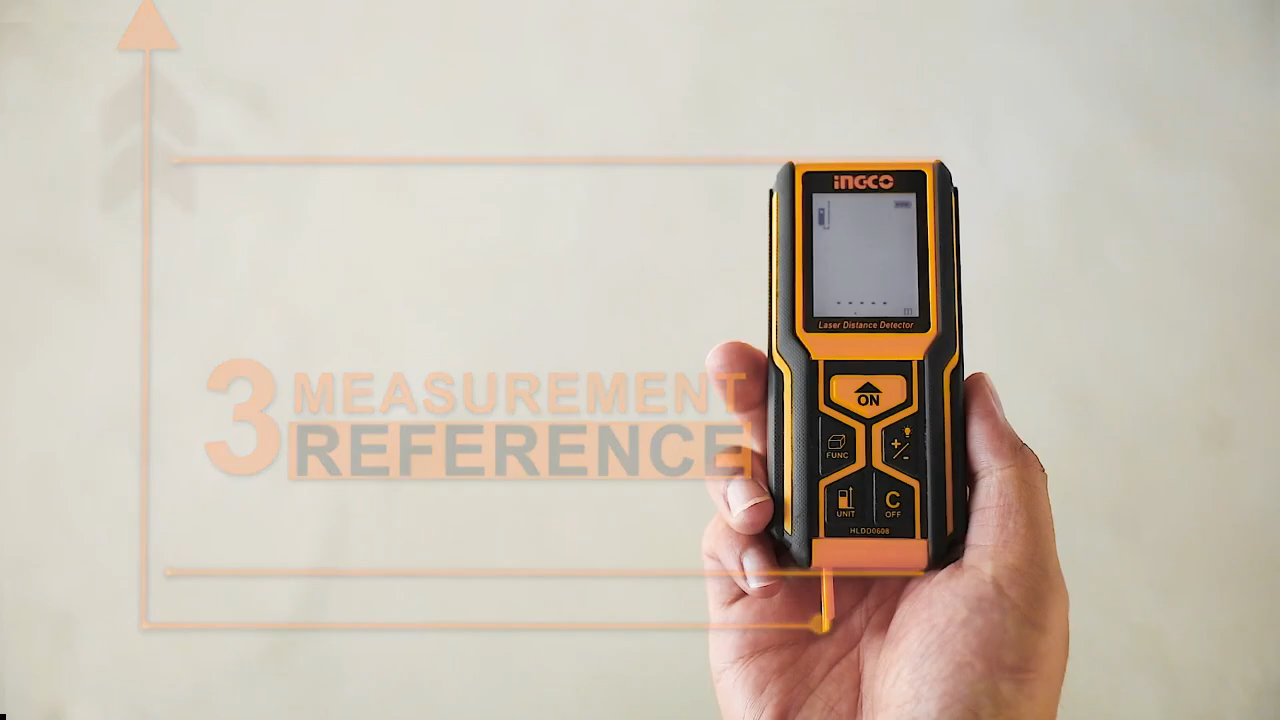 INGCO
m
Laser Distance Detector
3 MEASUREMENT
REFERENCE
ON
FUNC
+/-
UNIT
C
OFF
HLDD0608